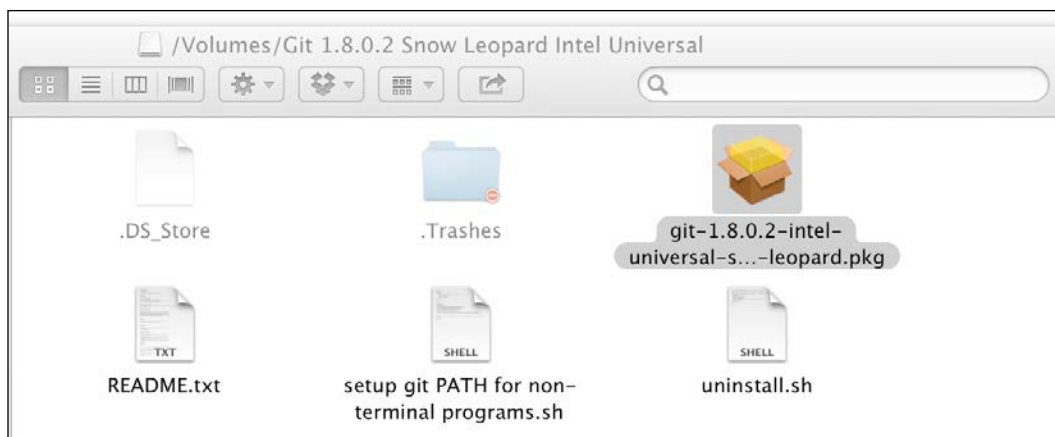 /Volumes/Git 1.8.0.2 Snow Leopard Intel Universal
.DS_Store
.Trashes
git-1.8.0.2-intel-
universal-s...-leopard.pkg
TXT
SHELL
SHELL
README.txt
setup git PATH for non-
terminal programs.sh
uninstall.sh